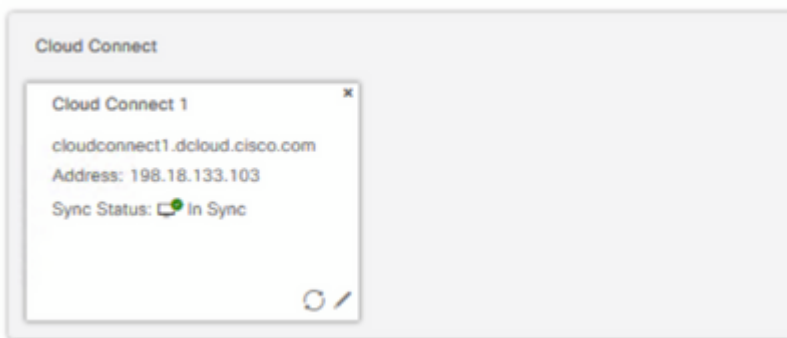 Cloud Connect
Cloud Connect 1
cloudconnect1.dcloud.cisco.com
Address: 198.18.133.103
Sync Status: In Sync